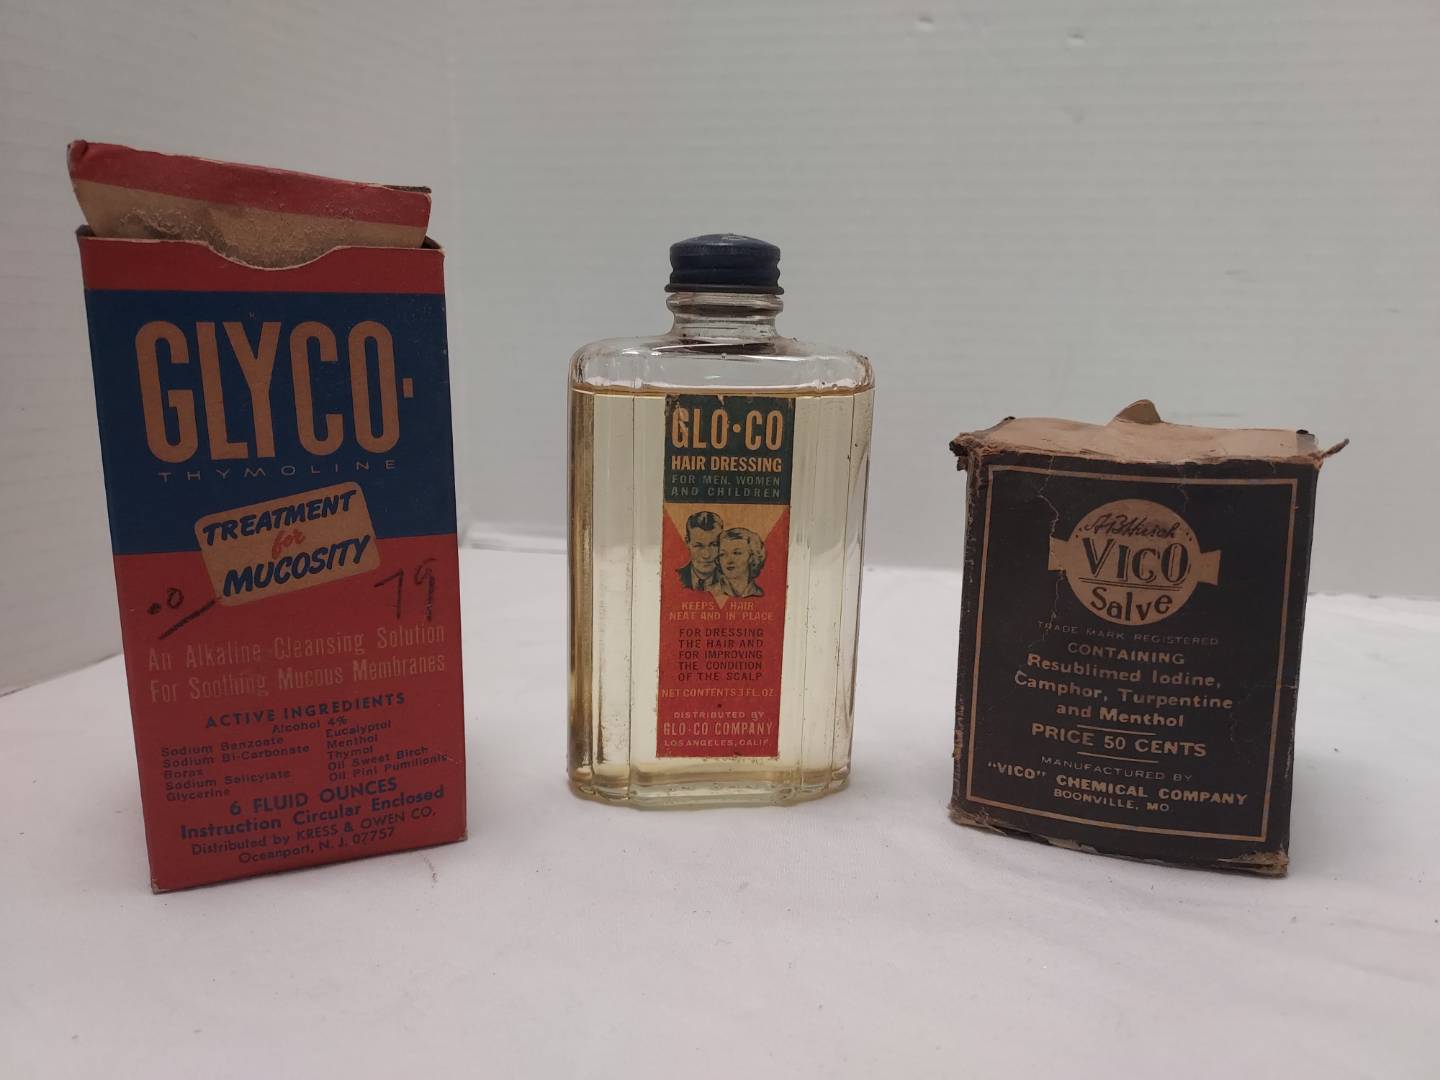 GLYCO-
THYMOLINE
TREATMENT
for
MUCOSITY
.0 79
An Alkaline Cleansing Solution
For Soothing Mucous Membranes
ACTIVE INGREDIENTS
Alcohol 4%
Sodium Benzoate Eucalyptol
Sodium Bi-Carbonate Menthol
Borax Thymol
Sodium Salicylate Oil Sweet Birch
Glycerine Oil Pini Pumilionis
6 FLUID OUNCES
Instruction Circular Enclosed
Distributed by KRESS & OWEN CO.
Oceanport, N. J. 07757
GLO-CO
HAIR DRESSING
FOR MEN, WOMEN
AND CHILDREN
KEEPS HAIR
NEAT AND IN PLACE
FOR DRESSING
THE HAIR AND
FOR IMPROVING
THE CONDITION
OF THE SCALP
NET CONTENTS 3 FL. OZ.
DISTRIBUTED BY
GLO-CO COMPANY
LOS ANGELES, CALIF.
A.B. Hirsch
VICO
Salve
TRADE MARK REGISTERED
CONTAINING
Resublimed Iodine,
Camphor, Turpentine
and Menthol
PRICE 50 CENTS
MANUFACTURED BY
"VICO" CHEMICAL COMPANY
BOONVILLE, MO